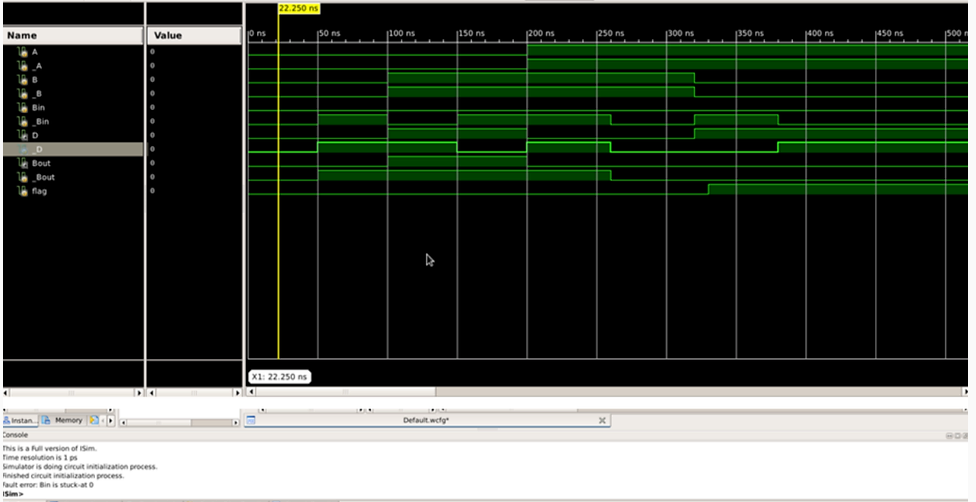 22.250 ns
Name
Value
0 ns
50 ns
100 ns
150 ns
200 ns
250 ns
300 ns
350 ns
400 ns
450 ns
500 n
A
0
_A
0
B
0
_B
0
Bin
0
_Bin
0
D
0
_D
0
Bout
0
_Bout
0
flag
0
X1: 22.250 ns
Instan...
Memory
Default.wcfg*
Console
This is a Full version of ISim.
Time resolution is 1 ps
Simulator is doing circuit initialization process.
Finished circuit initialization process.
Fault error: Bin is stuck-at 0
ISim>